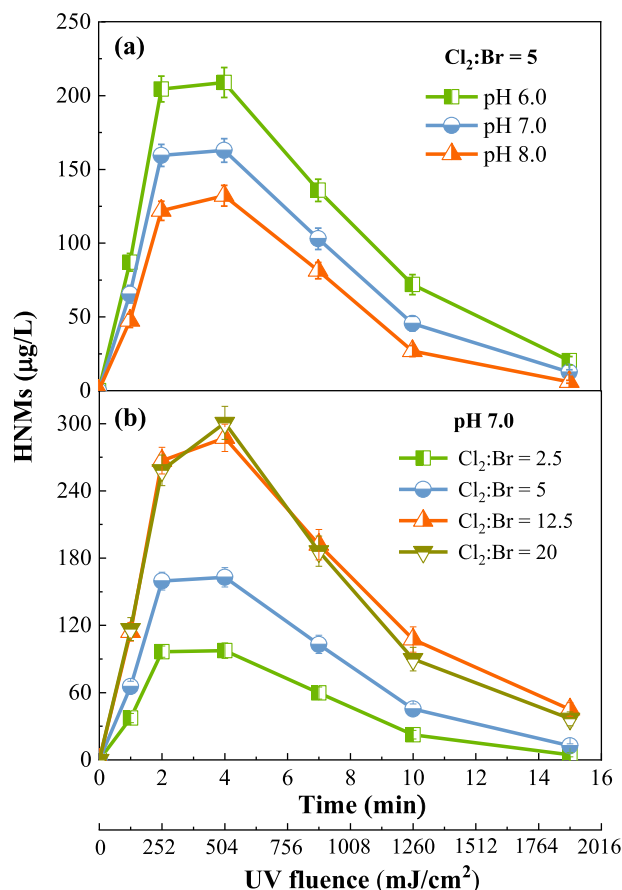 (a)
Cl₂:Br = 5
pH 6.0
pH 7.0
pH 8.0
250
200
150
100
50
0
HNMs (μg/L)
(b)
pH 7.0
Cl₂:Br = 2.5
Cl₂:Br = 5
Cl₂:Br = 12.5
Cl₂:Br = 20
300
240
180
120
60
0
0 2 4 6 8 10 12 14 16
Time (min)
0 252 504 756 1008 1260 1512 1764 2016
UV fluence (mJ/cm²)